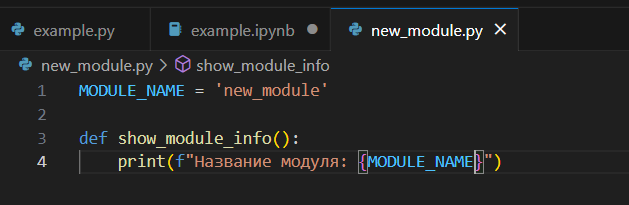 example.py example.ipynb new_module.py
new_module.py > show_module_info
1 MODULE_NAME = 'new_module'
2
3 def show_module_info():
4     print(f"Название модуля: {MODULE_NAME}")